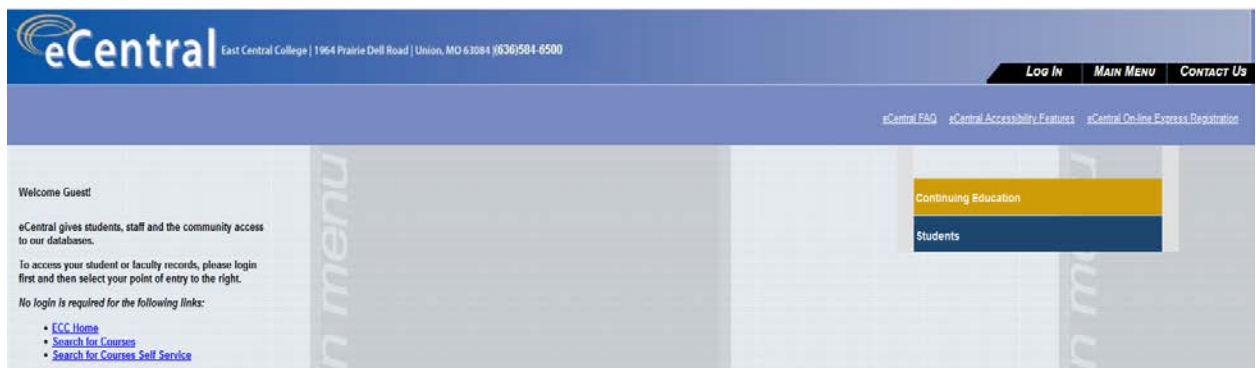 eCentral East Central College | 1964 Prairie Dell Road | Union, MO 63084 |(636)584-6500
Log In Main Menu Contact Us
eCentral FAQ eCentral Accessibility Features eCentral On-line Express Registration
Welcome Guest!
eCentral gives students, staff and the community access
to our databases.
To access your student or faculty records, please login
first and then select your point of entry to the right.
No login is required for the following links:
• ECC Home
• Search for Courses
• Search for Courses Self Service
n menu
Continuing Education
Students